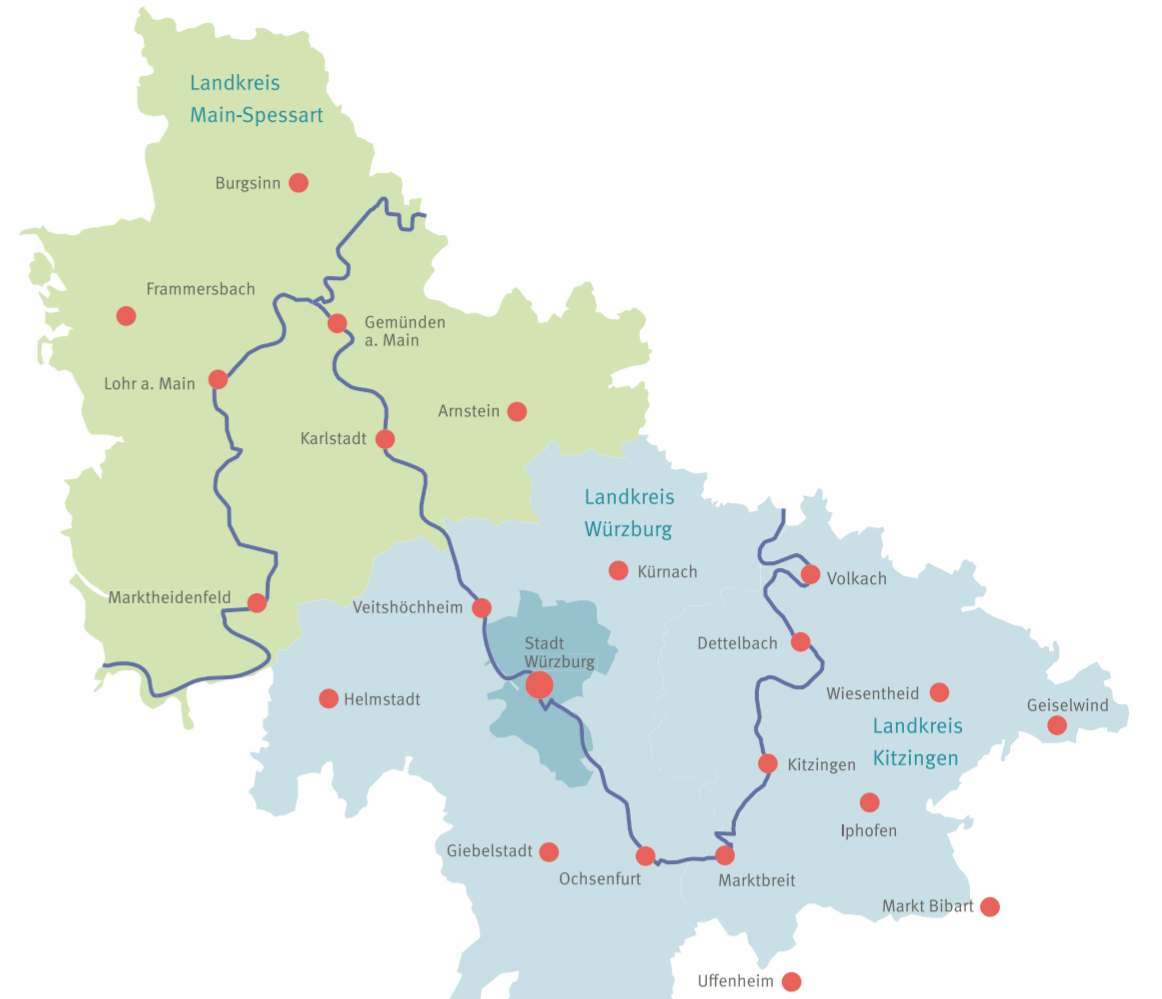 Landkreis
Main-Spessart
Burgsinn
Frammersbach
Gemünden
a. Main
Lohr a. Main
Arnstein
Karlstadt
Landkreis
Würzburg
Kürnach
Volkach
Marktheidenfeld
Veitshöchheim
Stadt
Würzburg
Dettelbach
Wiesentheid
Helmstadt
Geiselwind
Landkreis
Kitzingen
Kitzingen
Iphofen
Giebelstadt
Ochsenfurt
Marktbreit
Markt Bibart
Uffenheim